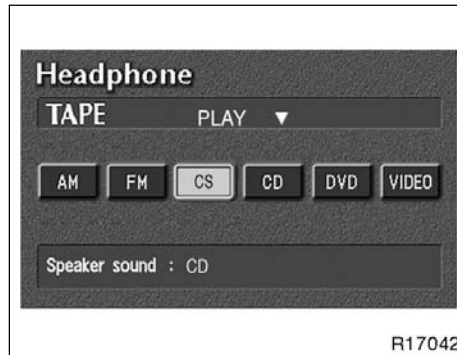 Headphone
TAPE PLAY ▼
AM FM CS CD DVD VIDEO
Speaker sound : CD
R17042